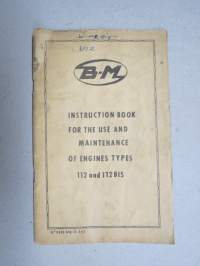 B-M
INSTRUCTION BOOK
FOR THE USE AND
MAINTENANCE
OF ENGINES TYPES
112 and 112 BIS